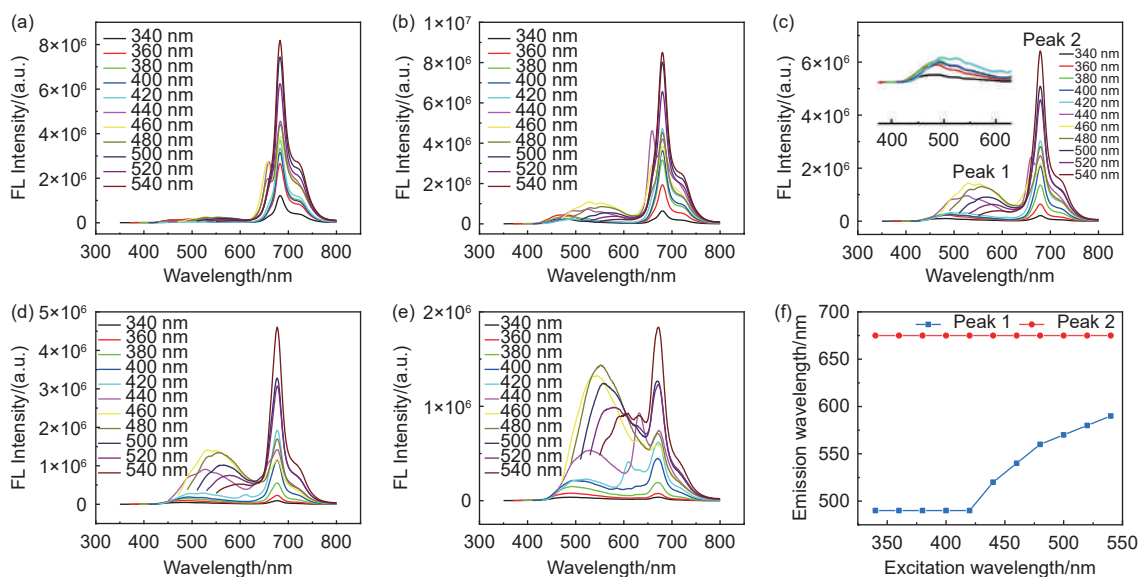 (a)
FL Intensity/(a.u.)
8×10⁶
6×10⁶
4×10⁶
2×10⁶
0
340 nm
360 nm
380 nm
400 nm
420 nm
440 nm
460 nm
480 nm
500 nm
520 nm
540 nm
300 400 500 600 700 800
Wavelength/nm
(b)
FL Intensity/(a.u.)
1×10⁷
8×10⁶
6×10⁶
4×10⁶
2×10⁶
0
340 nm
360 nm
380 nm
400 nm
420 nm
440 nm
460 nm
480 nm
500 nm
520 nm
540 nm
300 400 500 600 700 800
Wavelength/nm
(c)
FL Intensity/(a.u.)
6×10⁶
4×10⁶
2×10⁶
0
400 500 600
Peak 1
Peak 2
340 nm
360 nm
380 nm
400 nm
420 nm
440 nm
460 nm
480 nm
500 nm
520 nm
540 nm
300 400 500 600 700 800
Wavelength/nm
(d)
FL Intensity/(a.u.)
5×10⁶
4×10⁶
3×10⁶
2×10⁶
1×10⁶
0
340 nm
360 nm
380 nm
400 nm
420 nm
440 nm
460 nm
480 nm
500 nm
520 nm
540 nm
300 400 500 600 700 800
Wavelength/nm
(e)
FL Intensity/(a.u.)
2×10⁶
1×10⁶
0
340 nm
360 nm
380 nm
400 nm
420 nm
440 nm
460 nm
480 nm
500 nm
520 nm
540 nm
300 400 500 600 700 800
Wavelength/nm
(f)
Emission wavelength/nm
Peak 1 Peak 2
700
650
600
550
500
350 400 450 500 550
Excitation wavelength/nm